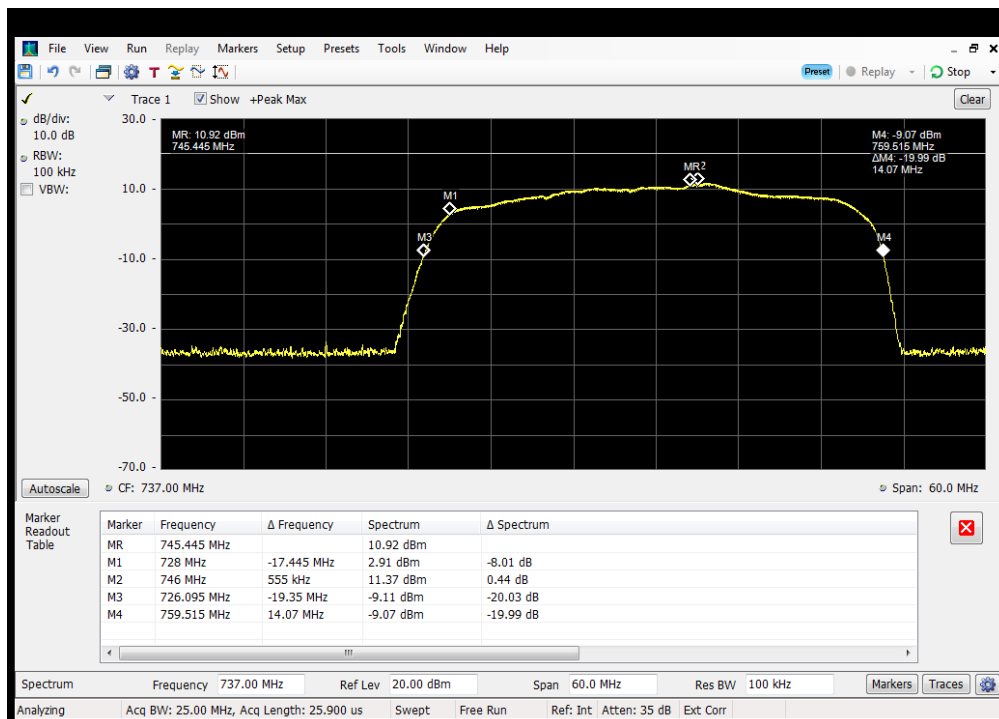 File View Run Replay Markers Setup Presets Tools Window Help
T Preset Replay Stop
Trace 1 Show +Peak Max Clear
dB/div:
10.0 dB
RBW:
100 kHz
VBW:
30.0
10.0
-10.0
-30.0
-50.0
-70.0
MR: 10.92 dBm
745.445 MHz
M4: -9.07 dBm
759.515 MHz
ΔM4: -19.99 dB
14.07 MHz
MR2
M1
M3
M4
Autoscale CF: 737.00 MHz Span: 60.0 MHz
Marker
Readout
Table
Marker Frequency Δ Frequency Spectrum Δ Spectrum
MR 745.445 MHz 10.92 dBm
M1 728 MHz -17.445 MHz 2.91 dBm -8.01 dB
M2 746 MHz 555 kHz 11.37 dBm 0.44 dB
M3 726.095 MHz -19.35 MHz -9.11 dBm -20.03 dB
M4 759.515 MHz 14.07 MHz -9.07 dBm -19.99 dB
Spectrum Frequency 737.00 MHz Ref Lev 20.00 dBm Span 60.0 MHz Res BW 100 kHz Markers Traces
Analyzing Acq BW: 25.00 MHz, Acq Length: 25.900 us Swept Free Run Ref: Int Atten: 35 dB Ext Corr